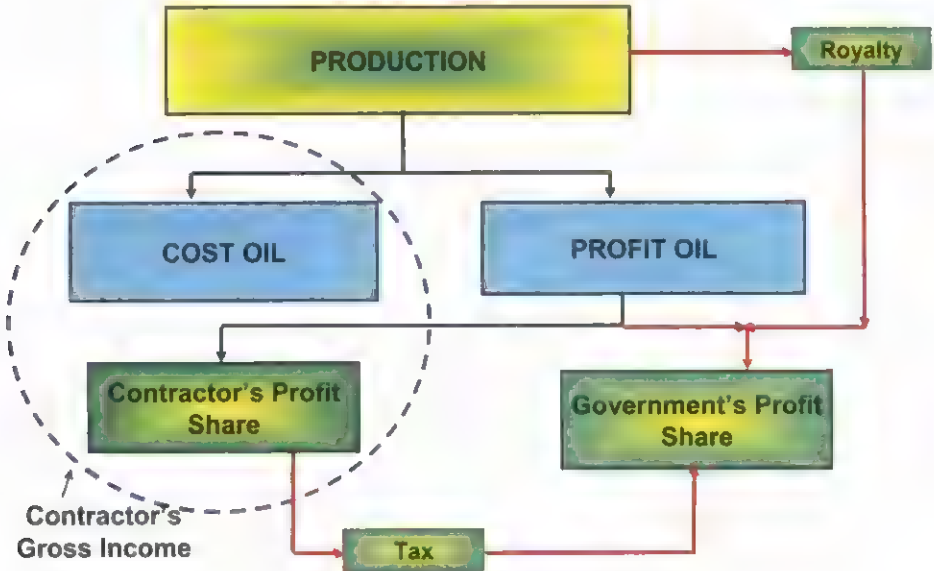 PRODUCTION
Royalty
COST OIL
PROFIT OIL
Contractor's Profit
Share
Government's Profit
Share
Contractor's
Gross Income
Tax